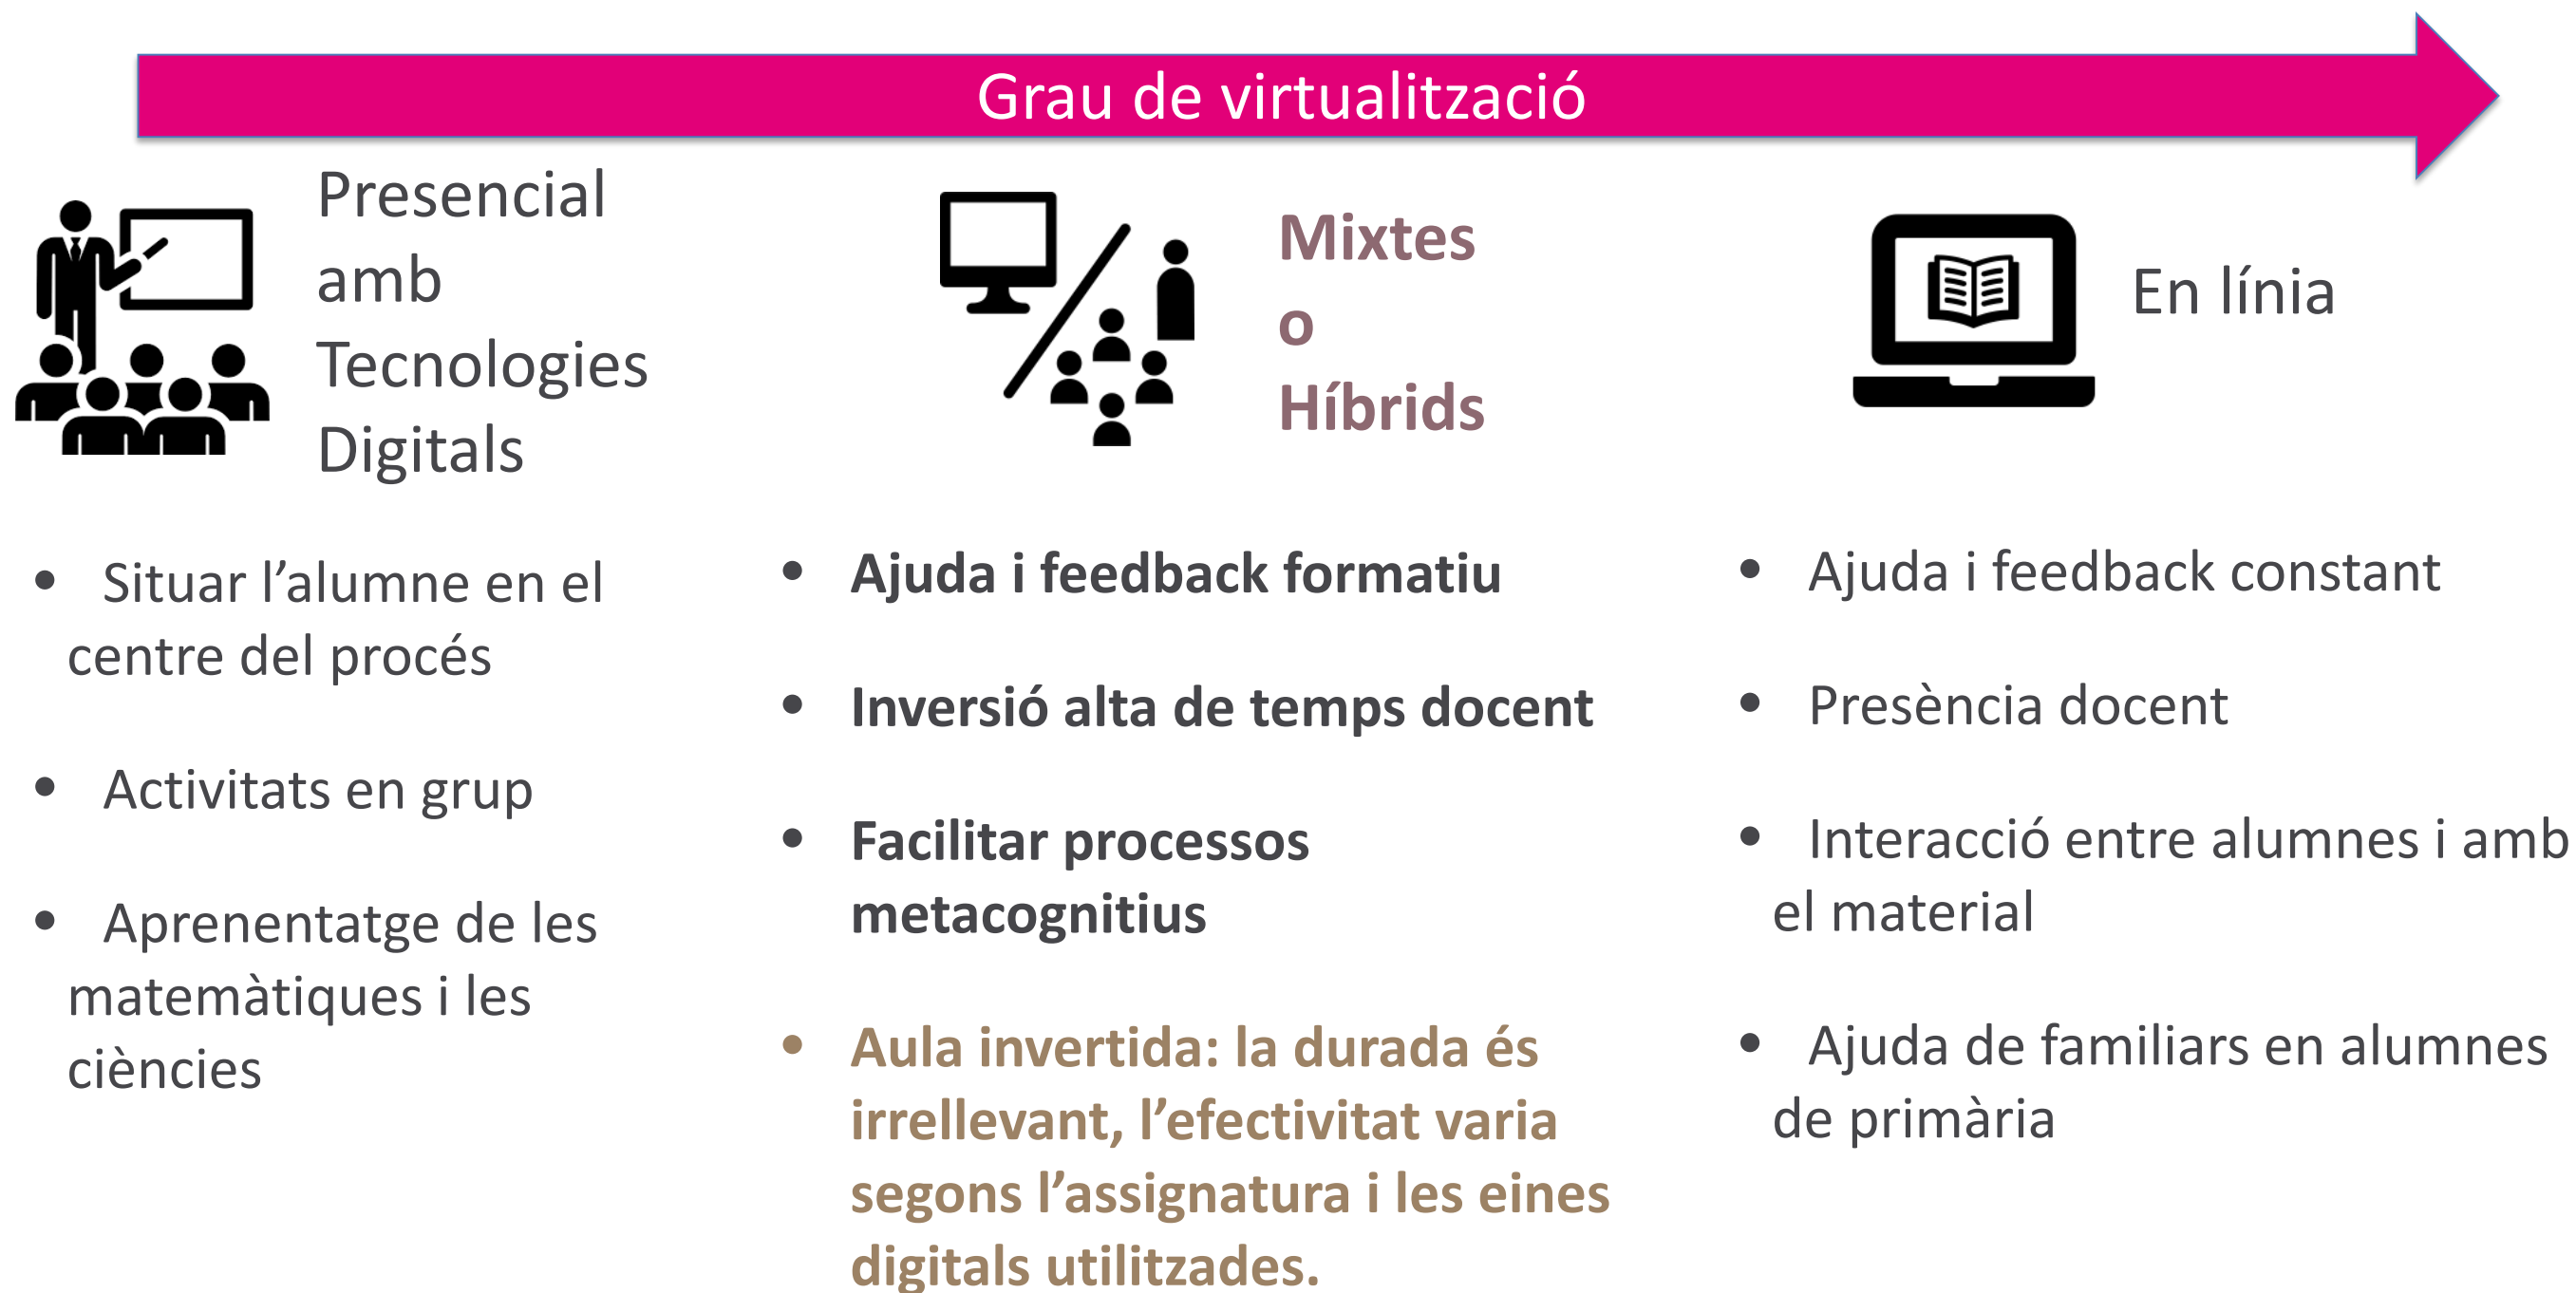 Grau de virtualització
Presencial
amb
Tecnologies
Digitals
• Situar l’alumne en el
centre del procés
• Activitats en grup
• Aprenentatge de les
matemàtiques i les
ciències
Mixtes
o
Híbrids
• Ajuda i feedback formatiu
• Inversió alta de temps docent
• Facilitar processos
metacognitius
• Aula invertida: la durada és
irrellevant, l’efectivitat varia
segons l’assignatura i les eines
digitals utilitzades.
En línia
• Ajuda i feedback constant
• Presència docent
• Interacció entre alumnes i amb
el material
• Ajuda de familiars en alumnes
de primària